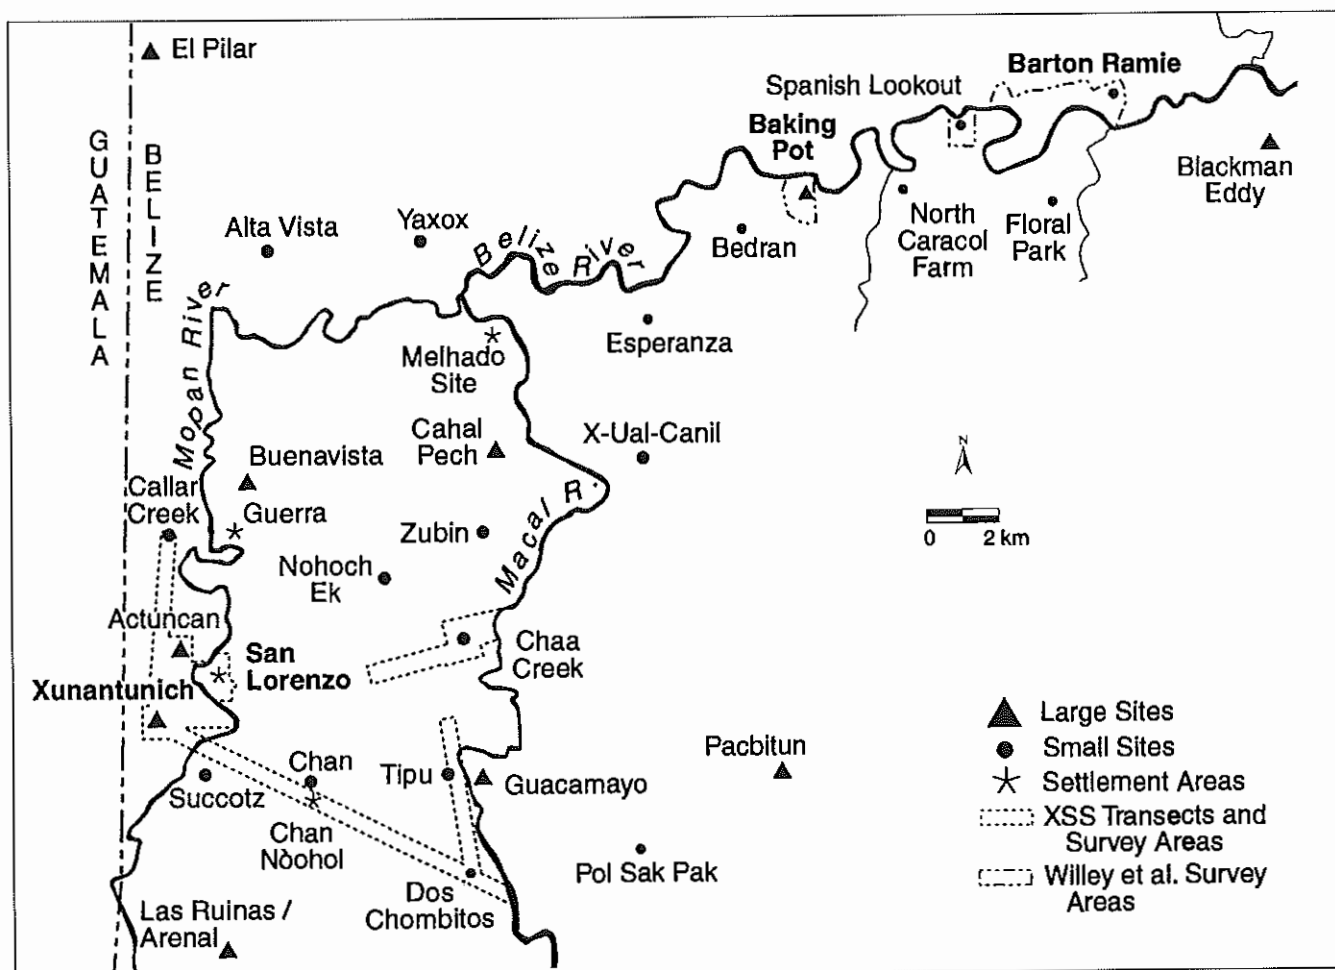 El Pilar
GUATEMALA
BELIZE
Spanish Lookout
Barton Ramie
Baking
Pot
Blackman
Eddy
Alta Vista
Yaxox
Belize River
Bedran
North
Caracol
Farm
Floral
Park
Mopan River
Melhado
Site
Esperanza
Cahal
Pech
X-Ual-Canil
Buenavista
Callar
Creek
Guerra
Zubin
Macal R.
N
0 2 km
Nohoch
Ek
Actuncan
San
Lorenzo
Chaa
Creek
Xunantunich
Large Sites
Small Sites
Settlement Areas
XSS Transects and
Survey Areas
Willey et al. Survey
Areas
Chan
Tipu
Guacamayo
Pacbitun
Succotz
Chan
Nòohol
Pol Sak Pak
Dos
Chombitos
Las Ruinas /
Arenal